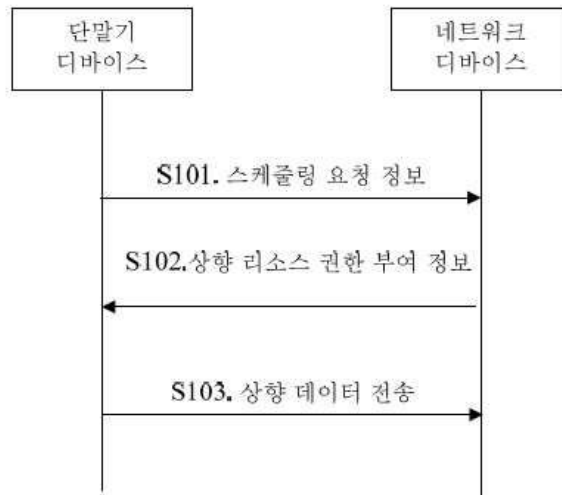 단말기
디바이스
네트워크
디바이스
S101. 스케줄링 요청 정보
S102.상향 리소스 권한 부여 정보
S103. 상향 데이터 전송